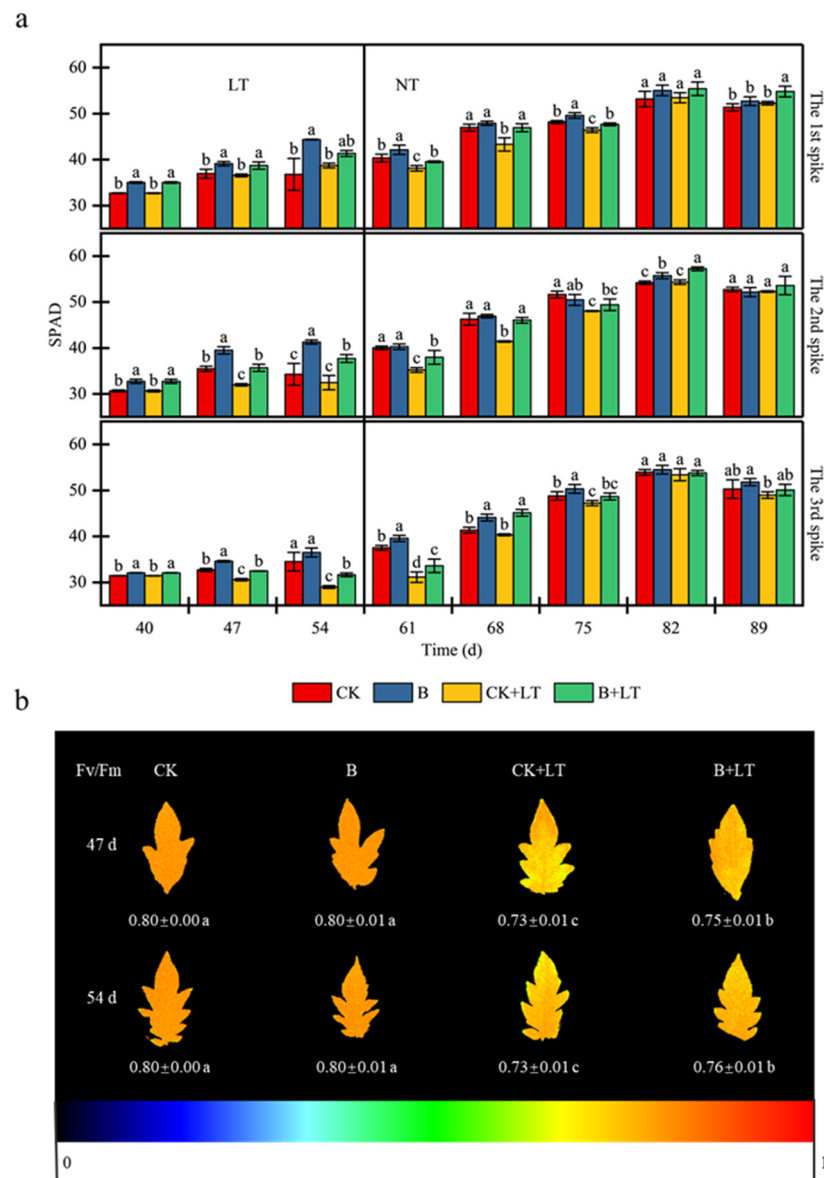 a
LT NT
60
50
40
30
b a b a b a b a b a b ab b a c b a a b a b a c b a a a a b b b a
The 1st spike
60
50
40
30
b a b a b a c b c a c b a a c b a a b a a ab c bc c b c a a a a a
The 2nd spike
SPAD
60
50
40
30
b a b a b a c b a a c b b a d c b a b a b a c bc a a a a ab a b ab
The 3rd spike
40 47 54 61 68 75 82 89
Time (d)
CK B CK+LT B+LT
b
Fv/Fm CK B CK+LT B+LT
47 d
0.80±0.00 a 0.80±0.01 a 0.73±0.01 c 0.75±0.01 b
54 d
0.80±0.00 a 0.80±0.01 a 0.73±0.01 c 0.76±0.01 b
0 1